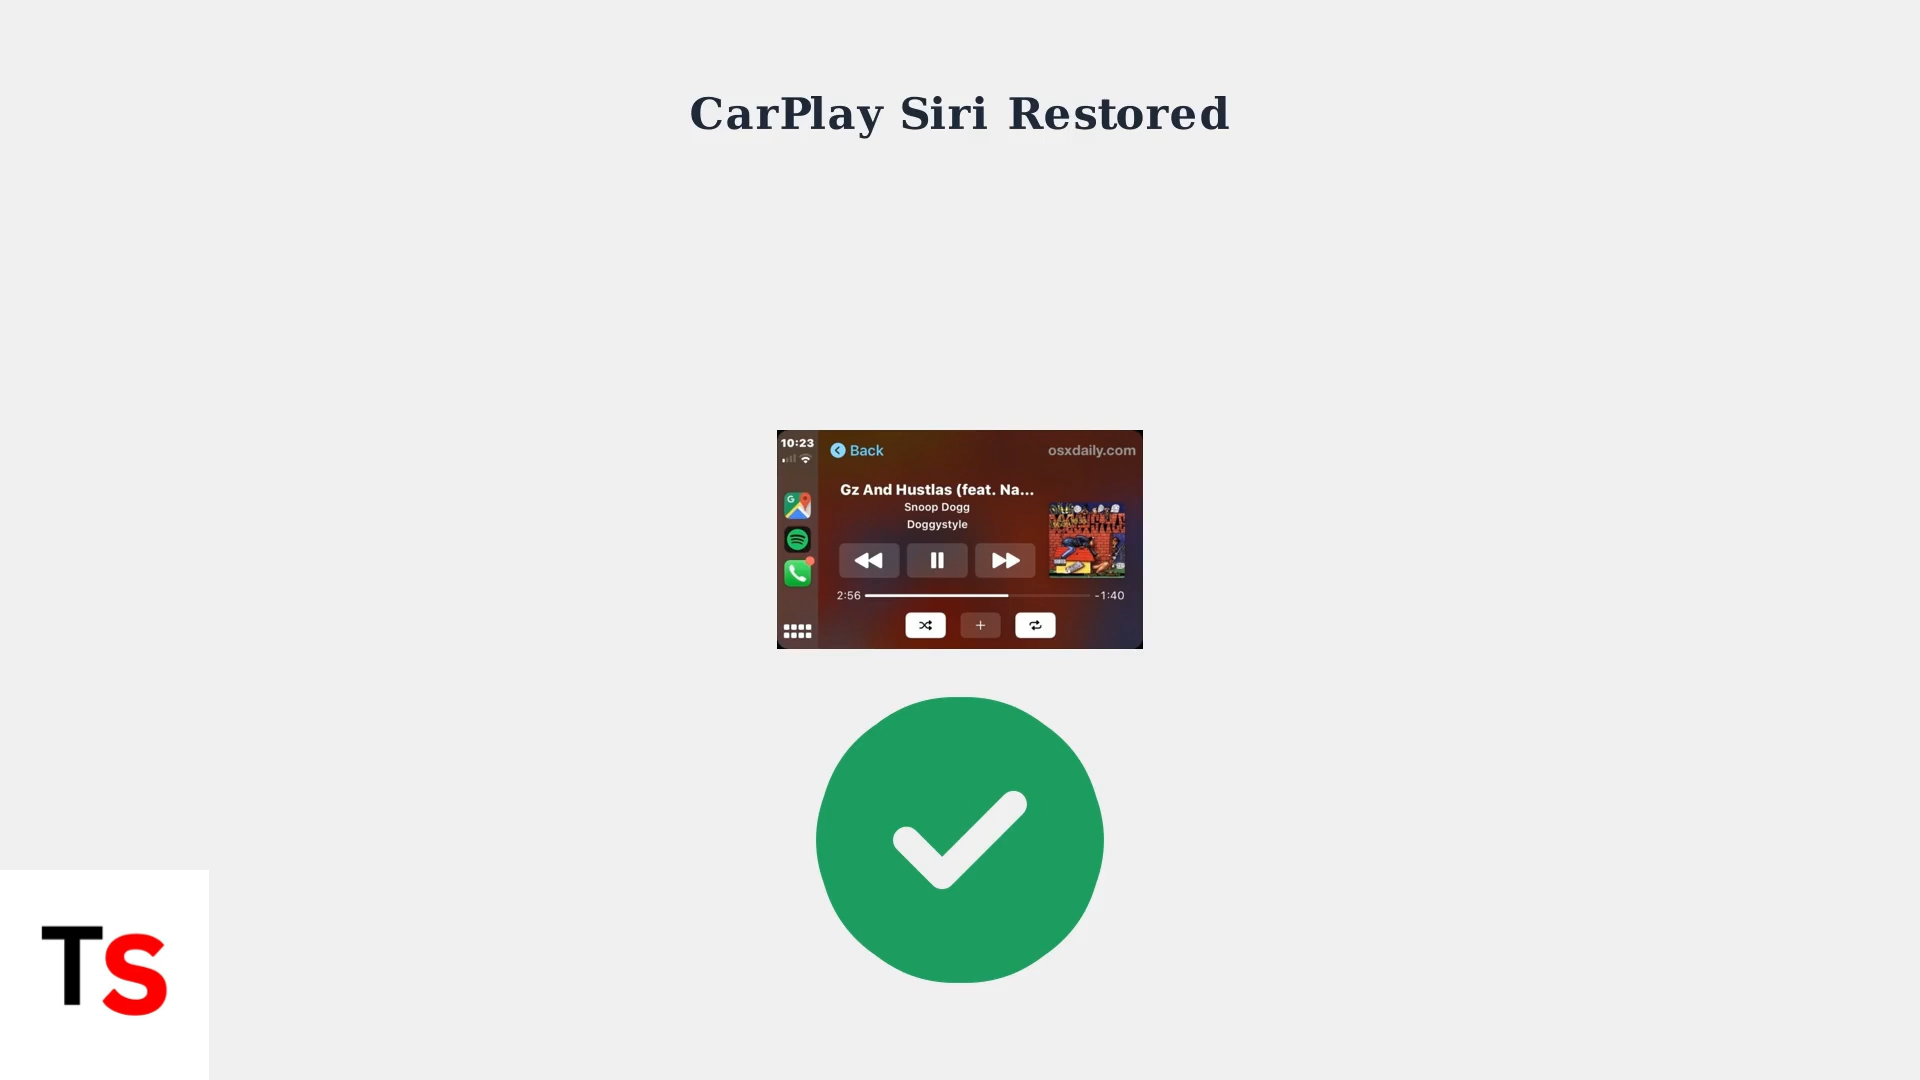 CarPlay Siri Restored
10:23
Back
osxdaily.com
Gz And Hustlas (feat. Na...
Snoop Dogg
Doggystyle
2:56
-1:40
TS